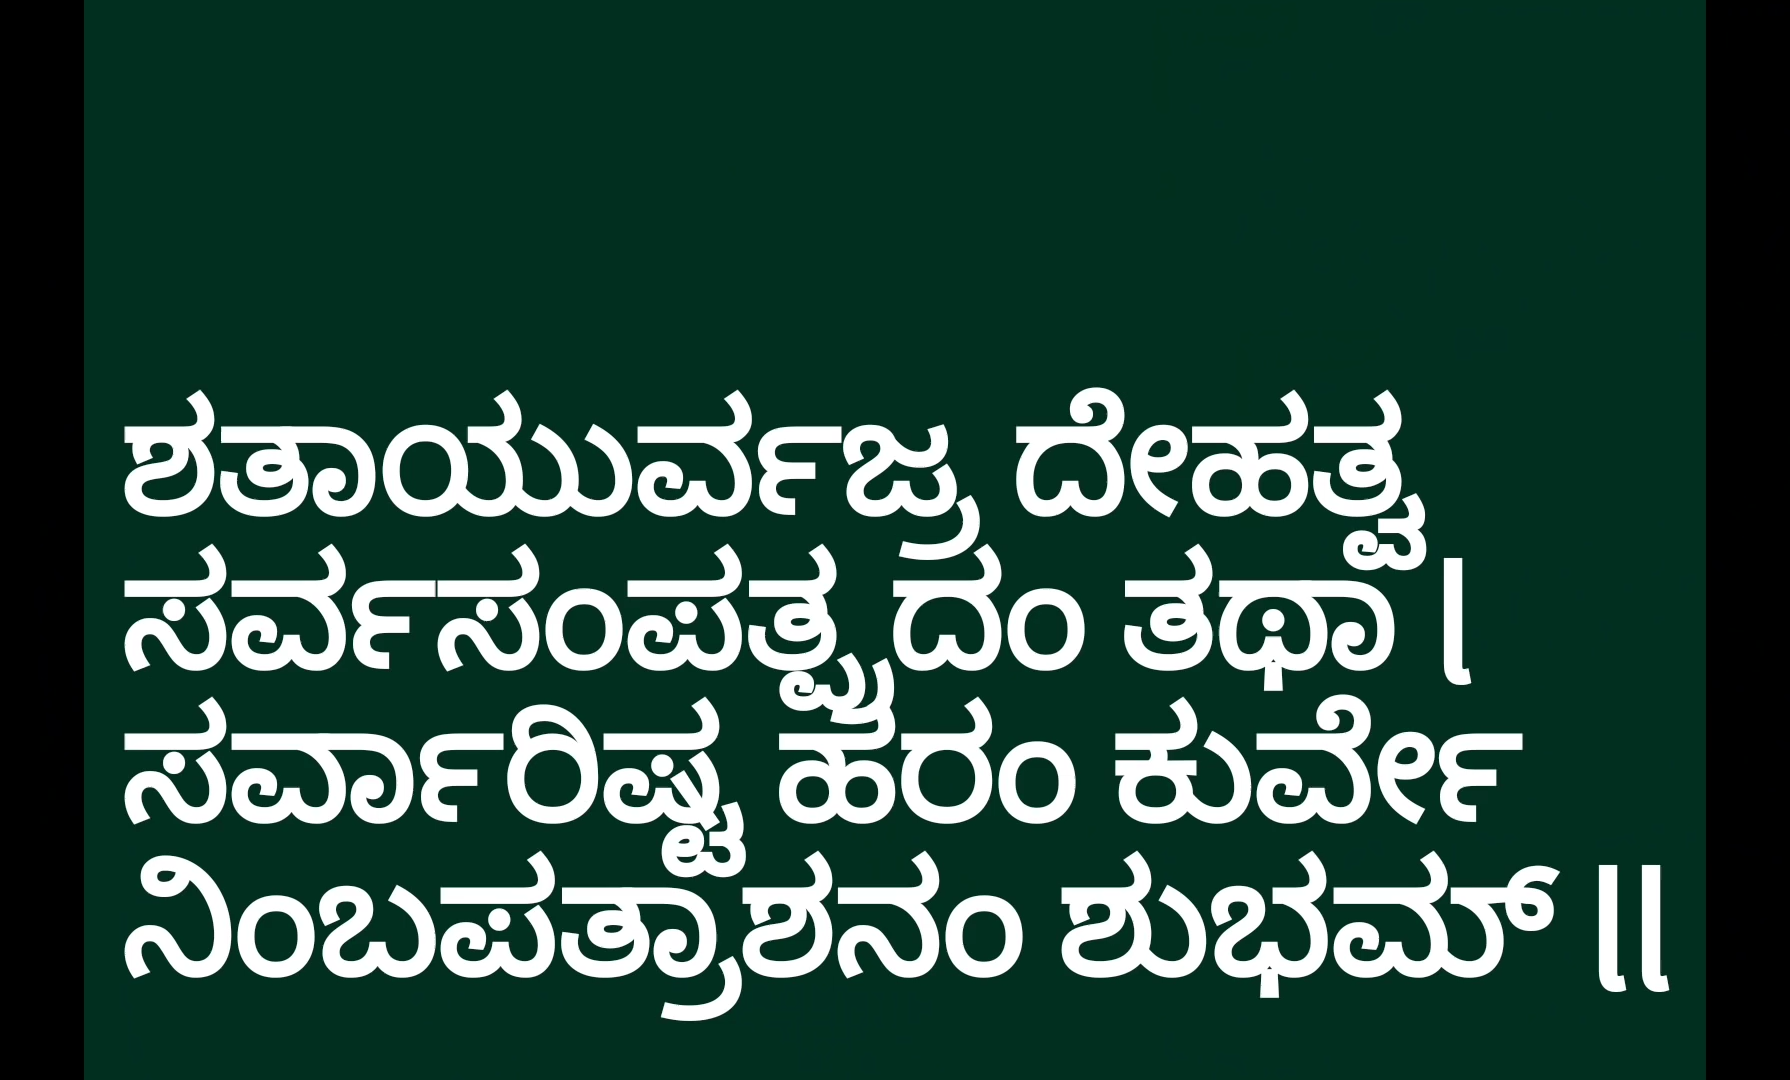 ಶತಾಯುರ್ವಜ್ರ ದೇಹತ್ವ
ಸರ್ವಸಂಪತ್ಪ್ರದಂ ತಥಾ |
ಸರ್ವಾರಿಷ್ಟ ಹರಂ ಕುರ್ವೇ
ನಿಂಬಪತ್ರಾಶನಂ ಶುಭಮ್ ||